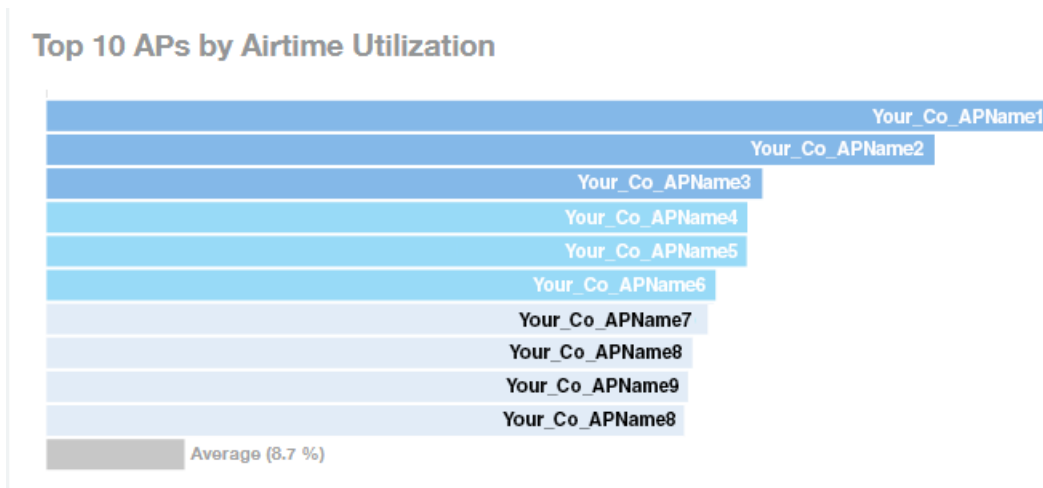 Top 10 APs by Airtime Utilization
Your_Co_APName1
Your_Co_APName2
Your_Co_APName3
Your_Co_APName4
Your_Co_APName5
Your_Co_APName6
Your_Co_APName7
Your_Co_APName8
Your_Co_APName9
Your_Co_APName8
Average (8.7 %)